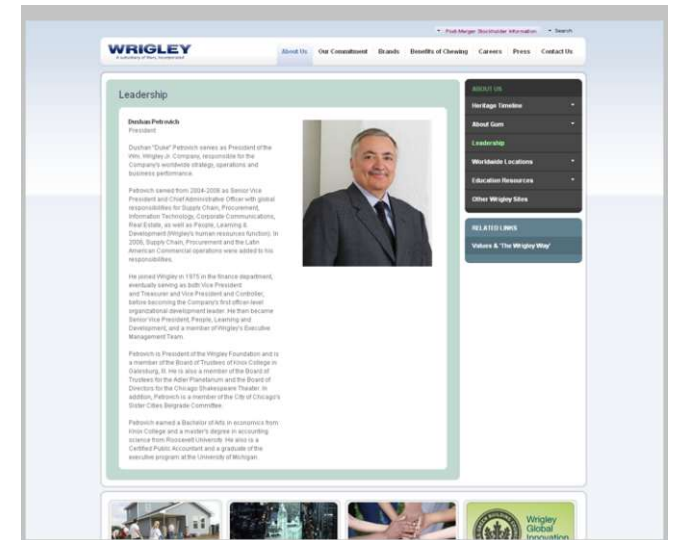 Post-Merger Stockholder Information
Search
WRIGLEY
A subsidiary of Mars, Incorporated
About Us Our Commitment Brands Benefits of Chewing Careers Press Contact Us
Leadership
Dushan Petrovich
President
Dushan "Duke" Petrovich serves as President of the
Wm. Wrigley Jr. Company, responsible for the
Company's worldwide strategy, operations and
business performance.
Petrovich served from 2004-2008 as Senior Vice
President and Chief Administrative Officer with global
responsibilities for Supply Chain, Procurement,
Information Technology, Corporate Communications,
Real Estate, as well as People, Learning &
Development (Wrigley's human resources function). In
2008, Supply Chain, Procurement and the Latin
American Commercial operations were added to his
responsibilities.
He joined Wrigley in 1975 in the finance department,
eventually serving as both Vice President
and Treasurer and Vice President and Controller,
before becoming the Company's first officer-level
organizational development leader. He then became
Senior Vice President, People, Learning and
Development, and a member of Wrigley's Executive
Management Team.
Petrovich is President of the Wrigley Foundation and is
a member of the Board of Trustees of Knox College in
Galesburg, Ill. He is also a member of the Board of
Trustees for the Adler Planetarium and the Board of
Directors for the Chicago Shakespeare Theater. In
addition, Petrovich is a member of the City of Chicago's
Sister Cities Belgrade Committee.
Petrovich earned a Bachelor of Arts in economics from
Knox College and a master's degree in accounting
science from Roosevelt University. He also is a
Certified Public Accountant and a graduate of the
executive program at the University of Michigan.
ABOUT US
Heritage Timeline
About Gum
Leadership
Worldwide Locations
Education Resources
Other Wrigley Sites
RELATED LINKS
Values & 'The Wrigley Way'
Wrigley
Global
Innovation